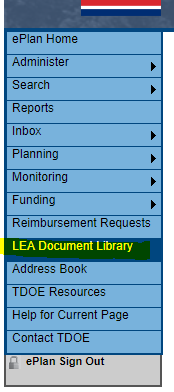 ePlan Home
Administer
Search
Reports
Inbox
Planning
Monitoring
Funding
Reimbursement Requests
LEA Document Library
Address Book
TDOE Resources
Help for Current Page
Contact TDOE
ePlan Sign Out